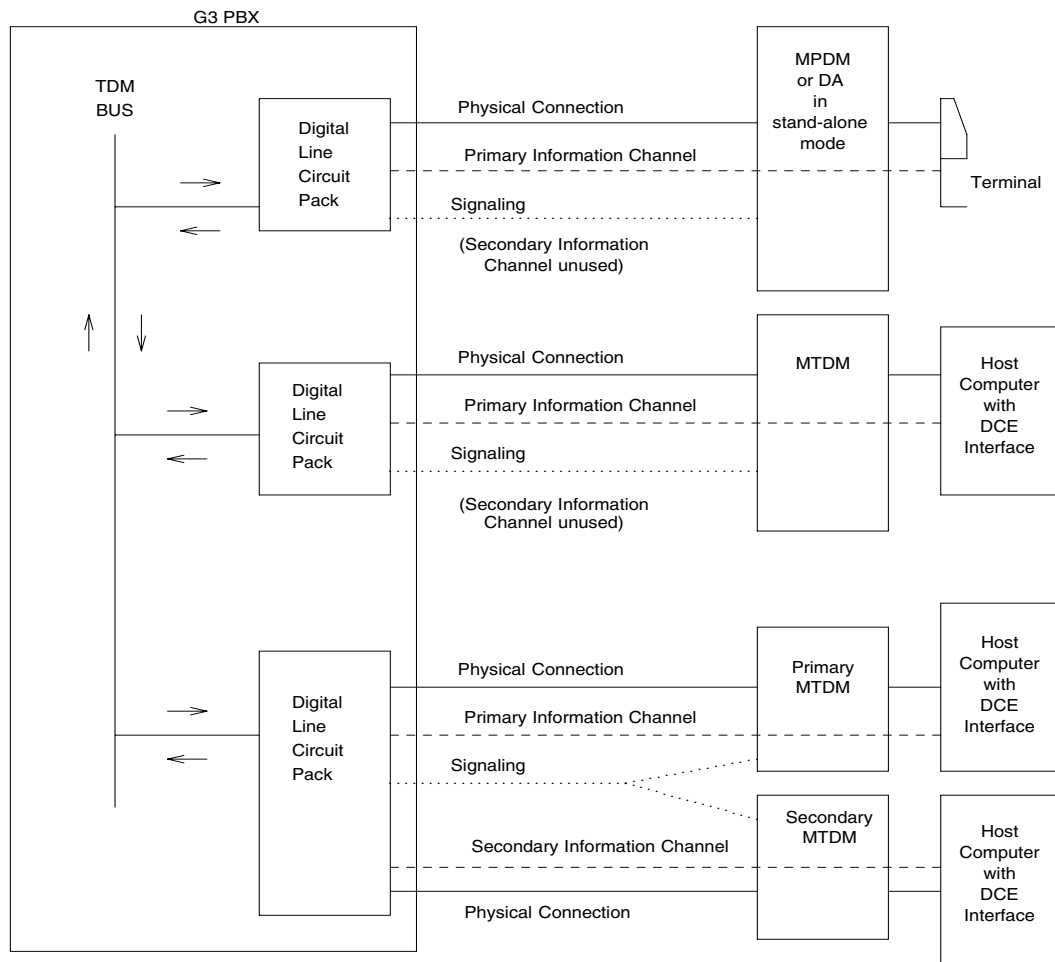 G3 PBX
TDM
BUS
Digital
Line
Circuit
Pack
Physical Connection
Primary Information Channel
Signaling
(Secondary Information
Channel unused)
MPDM
or DA
in
stand-alone
mode
Terminal
Digital
Line
Circuit
Pack
Physical Connection
Primary Information Channel
Signaling
(Secondary Information
Channel unused)
MTDM
Host
Computer
with
DCE
Interface
Digital
Line
Circuit
Pack
Physical Connection
Primary Information Channel
Signaling
Secondary Information Channel
Physical Connection
Primary
MTDM
Host
Computer
with
DCE
Interface
Secondary
MTDM
Host
Computer
with
DCE
Interface